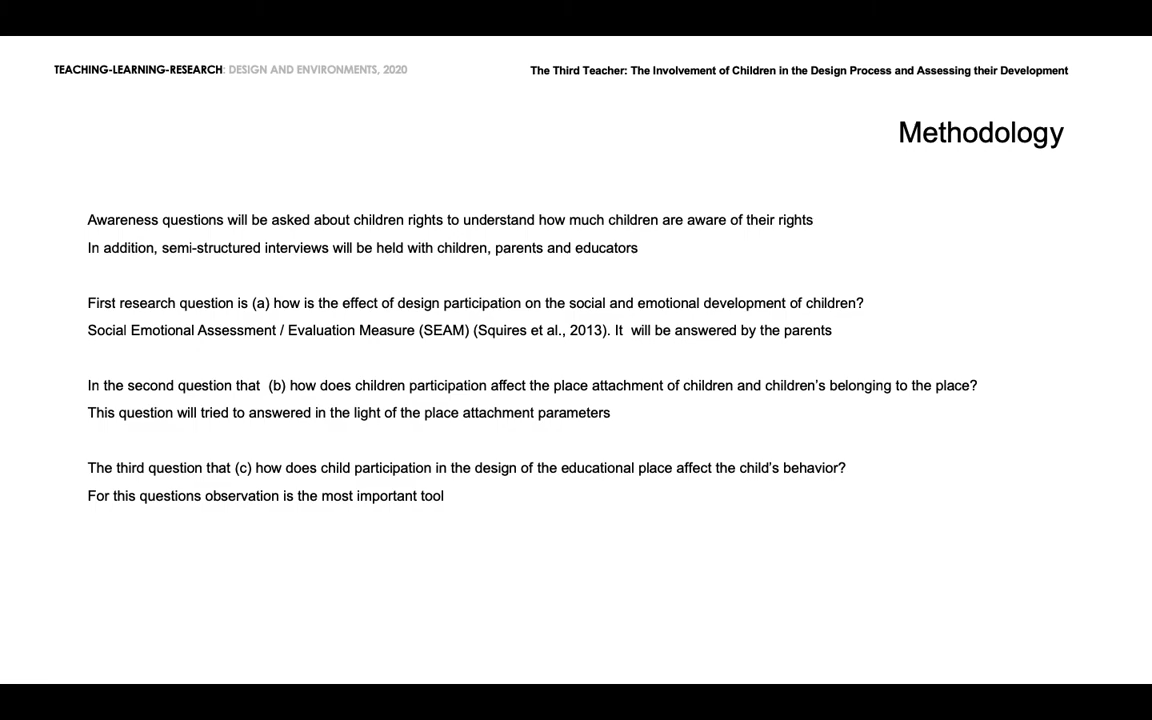 TEACHING-LEARNING-RESEARCH: DESIGN AND ENVIRONMENTS, 2020
The Third Teacher: The Involvement of Children in the Design Process and Assessing their Development
Methodology
Awareness questions will be asked about children rights to understand how much children are aware of their rights
In addition, semi-structured interviews will be held with children, parents and educators
First research question is (a) how is the effect of design participation on the social and emotional development of children?
Social Emotional Assessment / Evaluation Measure (SEAM) (Squires et al., 2013). It  will be answered by the parents
In the second question that  (b) how does children participation affect the place attachment of children and children's belonging to the place?
This question will tried to answered in the light of the place attachment parameters
The third question that (c) how does child participation in the design of the educational place affect the child's behavior?
For this questions observation is the most important tool